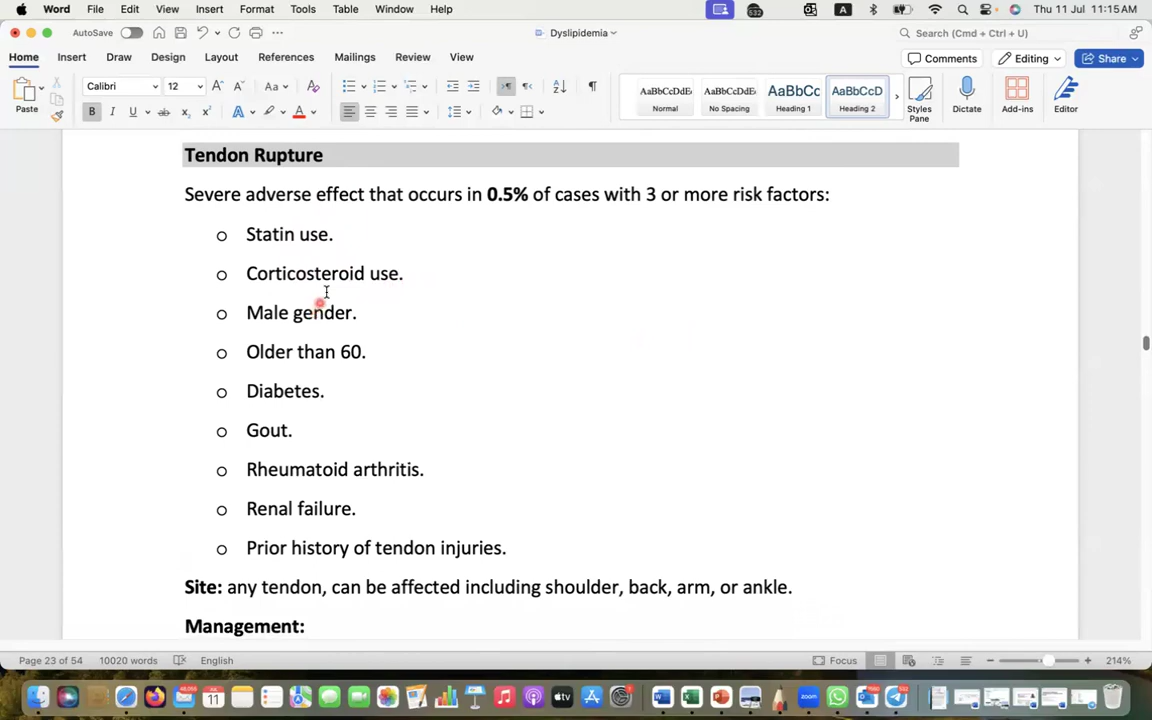 Word File Edit View Insert Format Tools Table Window Help Thu 11 Jul 11:15 AM
AutoSave Dyslipidemia Search (Cmd + Ctrl + U)
Home Insert Draw Design Layout References Mailings Review View Comments Editing Share
Paste Calibri 12 AaBbCcDdE Normal AaBbCcDdE No Spacing AaBbCc Heading 1 AaBbCcD Heading 2 Styles Pane Dictate Add-ins Editor
Tendon Rupture
Severe adverse effect that occurs in 0.5% of cases with 3 or more risk factors:
o Statin use.
o Corticosteroid use.
o Male gender.
o Older than 60.
o Diabetes.
o Gout.
o Rheumatoid arthritis.
o Renal failure.
o Prior history of tendon injuries.
Site: any tendon, can be affected including shoulder, back, arm, or ankle.
Management:
Page 23 of 54 10020 words English Focus 214%